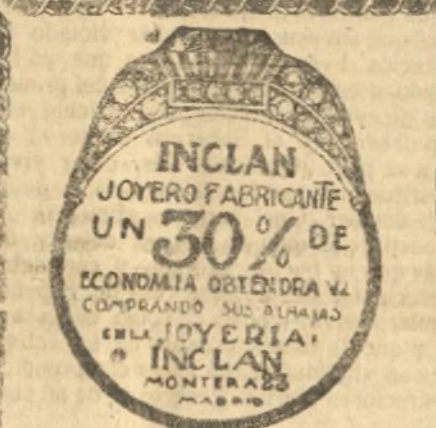 INCLAN
JOYERO FABRICANTE
UN 30% DE
ECONOMIA OBTENDRA Vd.
COMPRANDO SUS ALHAJAS
EN LA JOYERIA
INCLAN
MONTERA 23
MADRID